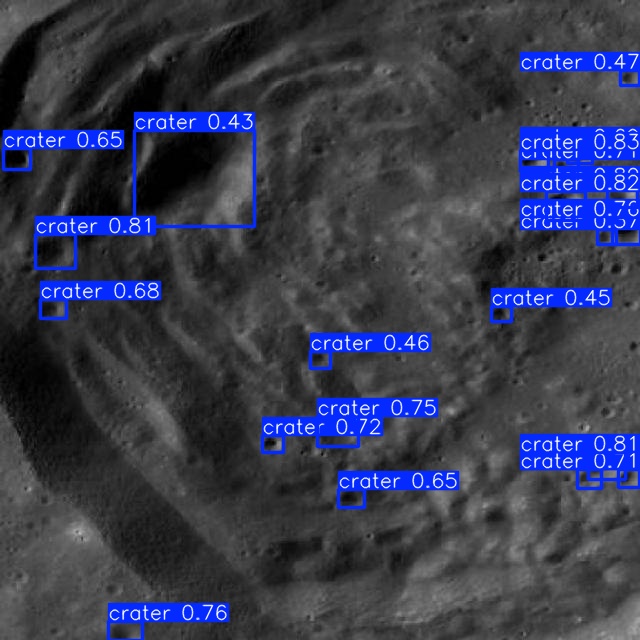 crater 0.47
crater 0.43
crater 0.65
crater 0.83
crater 0.82
crater 0.81
crater 0.68
crater 0.45
crater 0.46
crater 0.75
crater 0.72
crater 0.81
crater 0.71
crater 0.65
crater 0.76